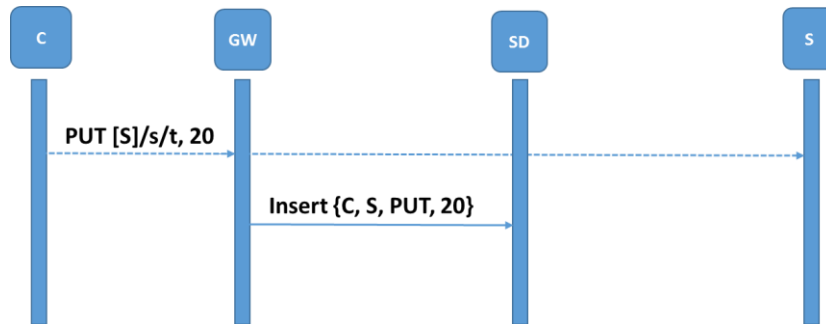 C
GW
SD
S
PUT [S]/s/t, 20
Insert {C, S, PUT, 20}